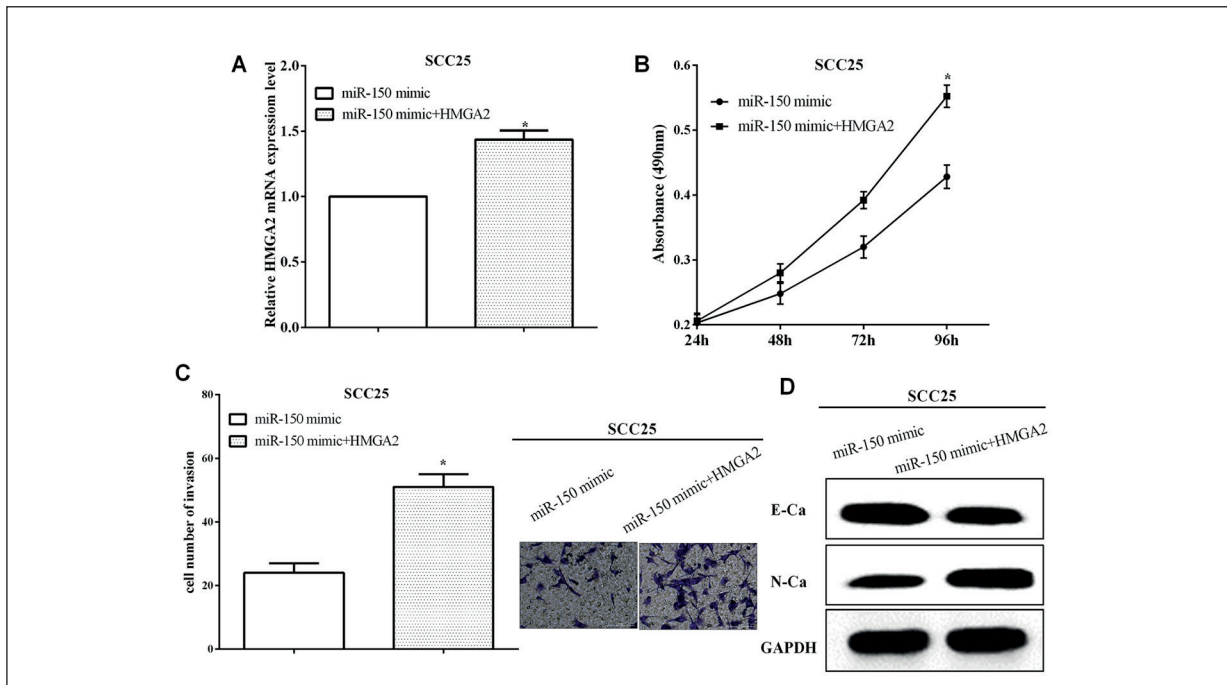 A
SCC25
Relative HMGA2 mRNA expression level
2.0
1.5
1.0
0.5
0.0
miR-150 mimic
miR-150 mimic+HMGA2
*
B
SCC25
Absorbance (490nm)
0.6
0.5
0.4
0.3
0.2
miR-150 mimic
miR-150 mimic+HMGA2
*
24h 48h 72h 96h
C
SCC25
cell number of invasion
80
60
40
20
0
miR-150 mimic
miR-150 mimic+HMGA2
*
SCC25
miR-150 mimic
miR-150 mimic+HMGA2
D
SCC25
miR-150 mimic
miR-150 mimic+HMGA2
E-Ca
N-Ca
GAPDH